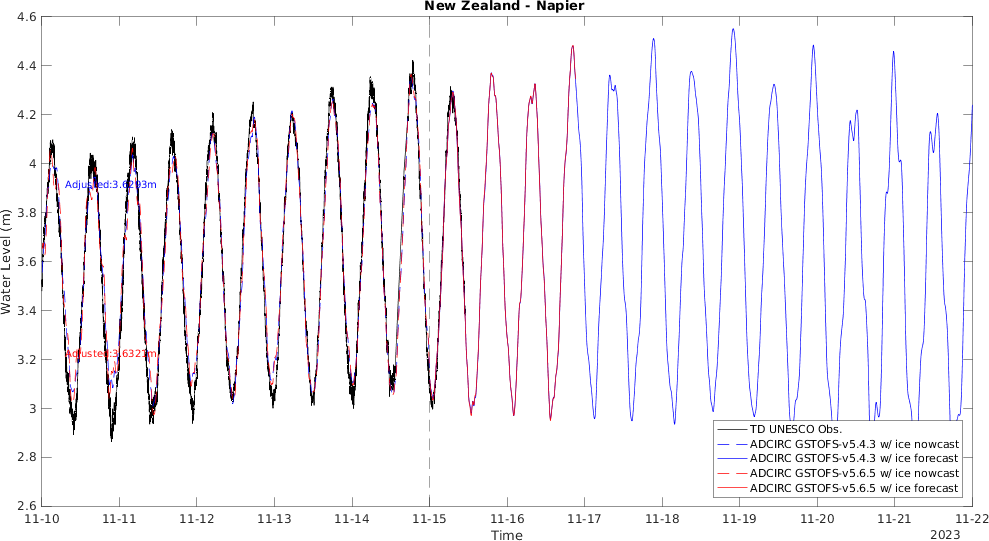 New Zealand - Napier
4.6
4.4
4.2
4
3.8
3.6
3.4
3.2
3
2.8
2.6
Water Level (m)
Adjusted:3.6293m
Adjusted:3.6321m
TD UNESCO Obs.
ADCIRC GSTOFS-v5.4.3 w/ ice nowcast
ADCIRC GSTOFS-v5.4.3 w/ ice forecast
ADCIRC GSTOFS-v5.6.5 w/ ice nowcast
ADCIRC GSTOFS-v5.6.5 w/ ice forecast
11-10 11-11 11-12 11-13 11-14 11-15 11-16 11-17 11-18 11-19 11-20 11-21 11-22
Time
2023